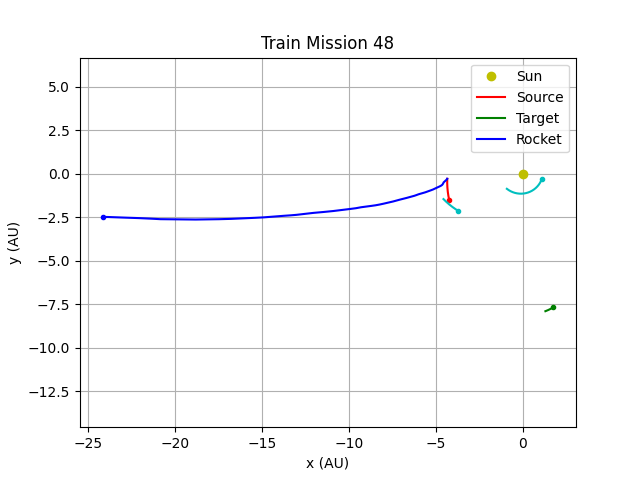 Train Mission 48
5.0
2.5
0.0
−2.5
−5.0
−7.5
−10.0
−12.5
y (AU)
Sun
Source
Target
Rocket
−25
−20
−15
−10
−5
0
x (AU)